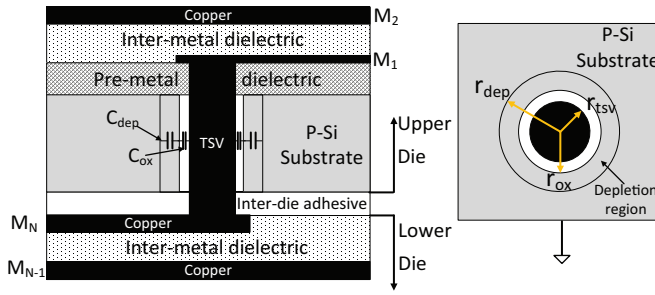 Copper
M2
Inter-metal dielectric
M1
Pre-metal dielectric
Cdep
Cox
TSV
P-Si
Substrate
Upper
Die
Inter-die adhesive
MN
Copper
Lower
Die
Inter-metal dielectric
MN-1
Copper
P-Si
Substrate
rdep
rtsv
rox
Depletion
region